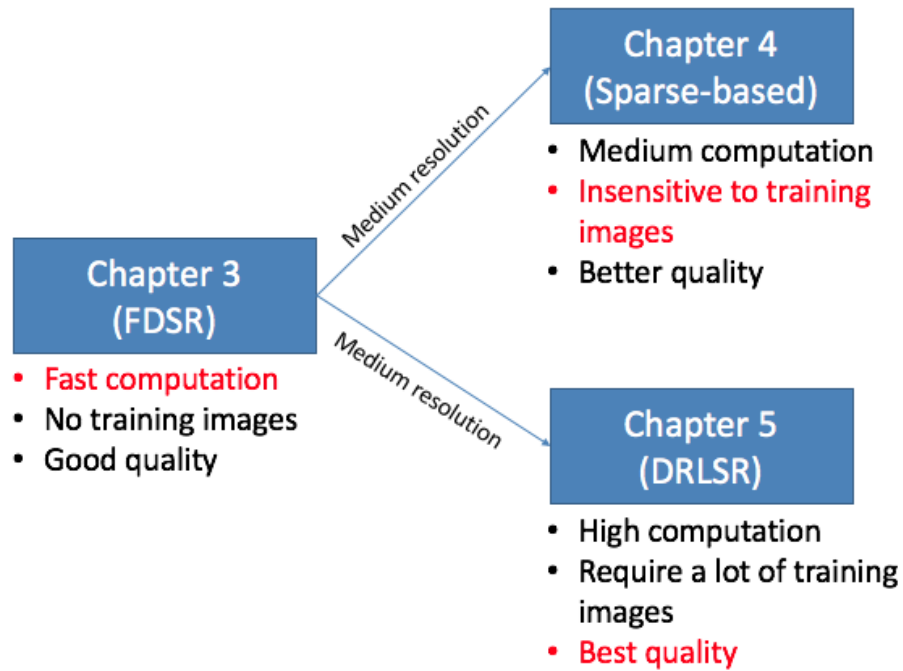 Chapter 4
(Sparse-based)
• Medium computation
• Insensitive to training
images
• Better quality
Medium resolution
Chapter 3
(FDSR)
• Fast computation
• No training images
• Good quality
Medium resolution
Chapter 5
(DRLSR)
• High computation
• Require a lot of training
images
• Best quality